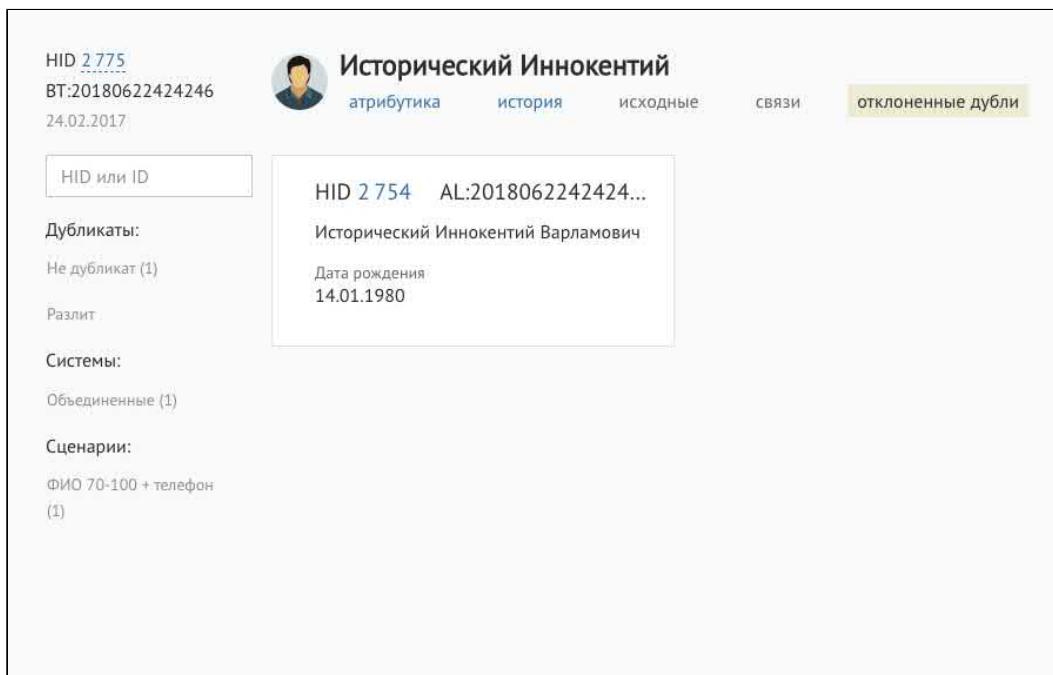 HID 2 775
BT:20180622424246
24.02.2017
HID или ID
Дубликаты:
Не дубликат (1)
Разлит
Системы:
Объединенные (1)
Сценарии:
ФИО 70-100 + телефон
(1)
Исторический Иннокентий
атрибутика история исходные связи отклоненные дубли
HID 2 754 AL:2018062242424...
Исторический Иннокентий Варламович
Дата рождения
14.01.1980